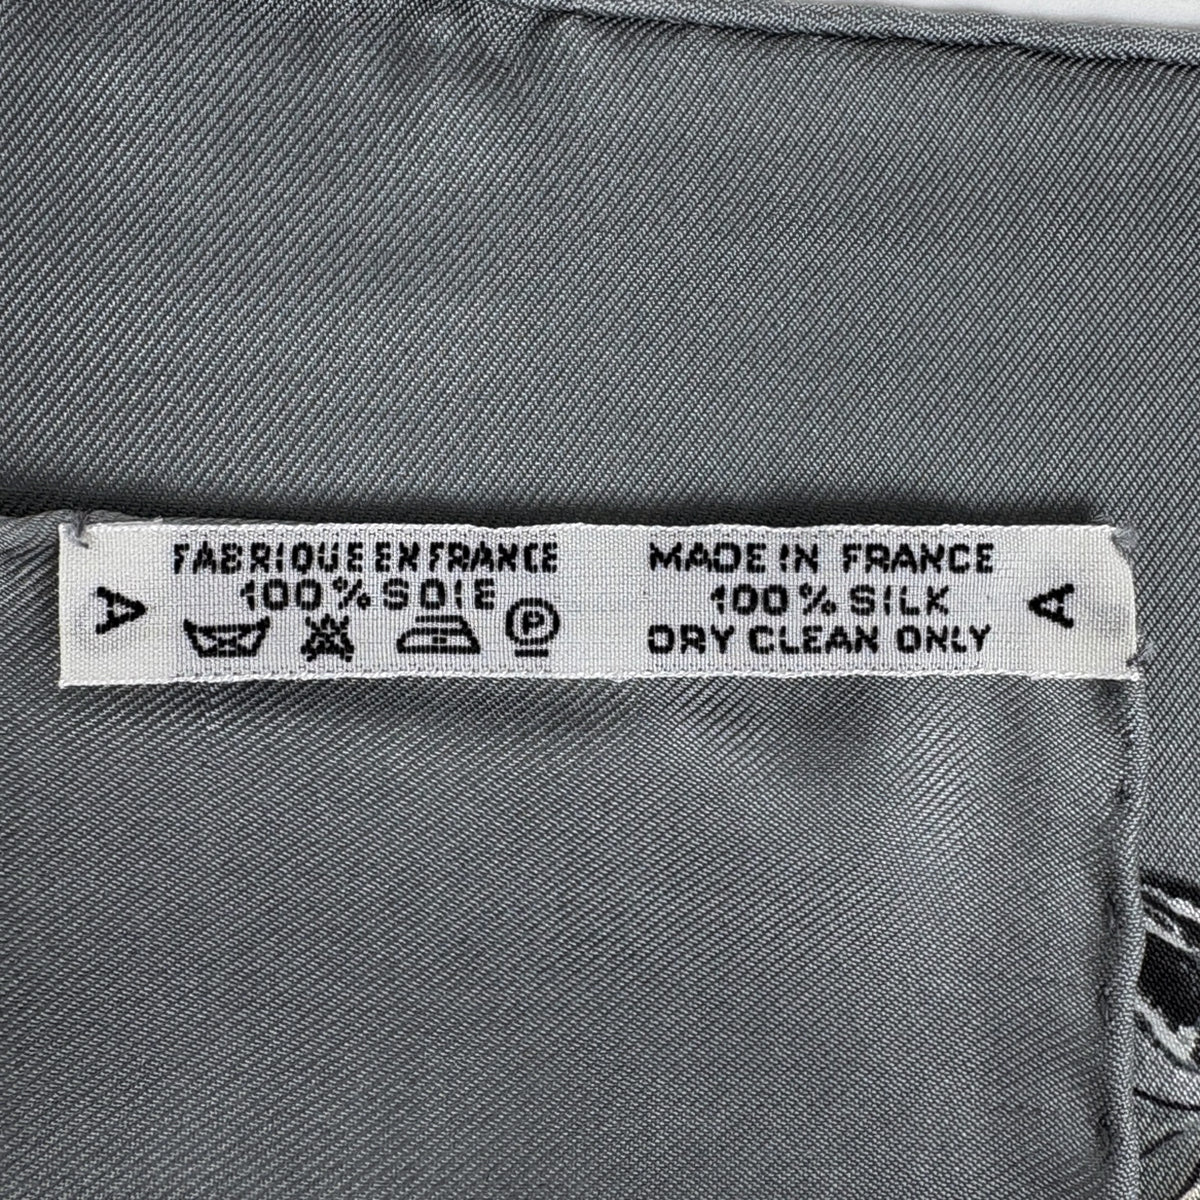 FABRIQUE EN FRANCE
100% SOIE
P
MADE IN FRANCE
100% SILK
DRY CLEAN ONLY
A
A